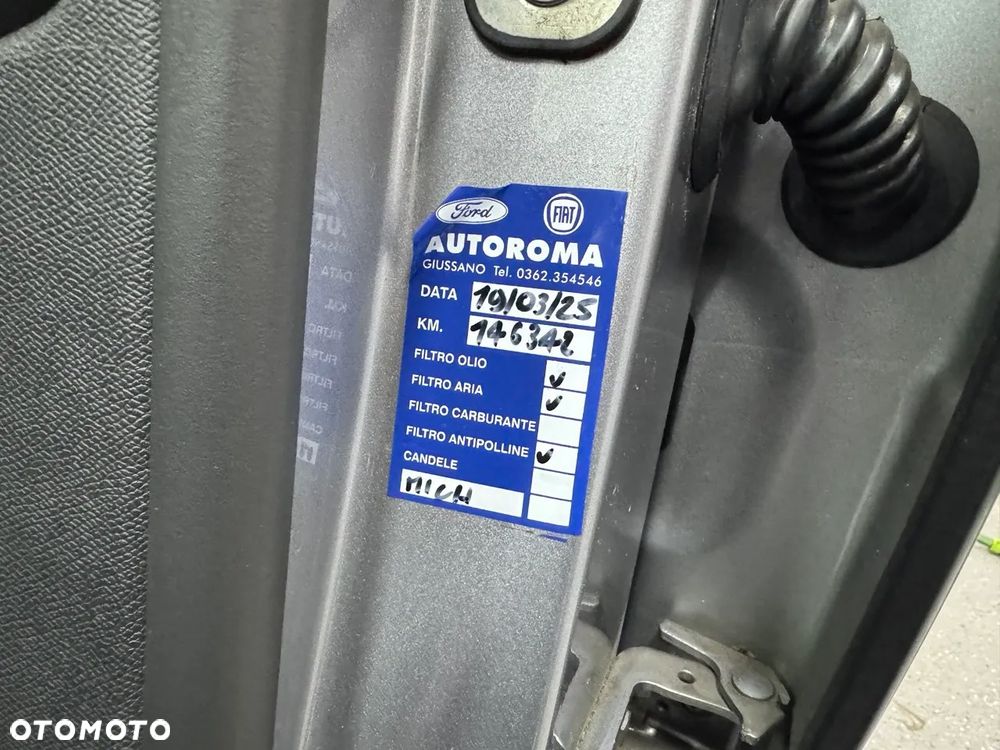 Ford FIAT
AUTOROMA
GIUSSANO Tel. 0362.354546
DATA 19/03/25
KM. 146342
FILTRO OLIO ✓
FILTRO ARIA ✓
FILTRO CARBURANTE
FILTRO ANTIPOLLINE ✓
CANDELE
MICH
OTOMOTO